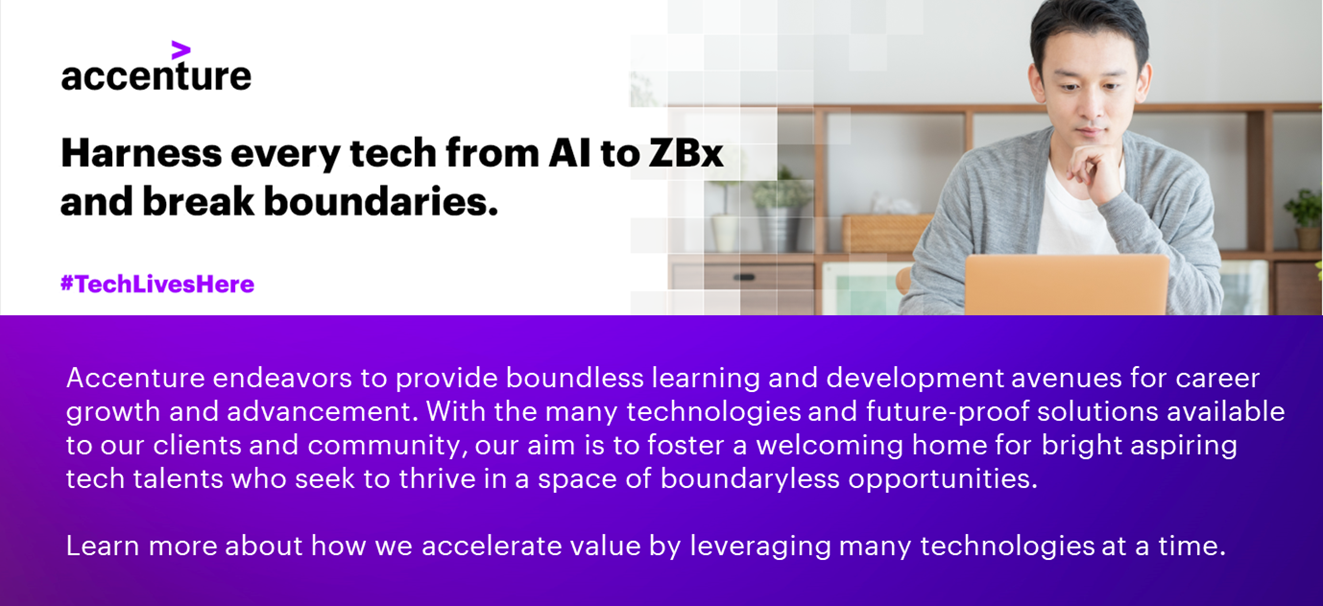 >
accenture
Harness every tech from AI to ZBx
and break boundaries.
#TechLivesHere
Accenture endeavors to provide boundless learning and development avenues for career
growth and advancement. With the many technologies and future-proof solutions available
to our clients and community, our aim is to foster a welcoming home for bright aspiring
tech talents who seek to thrive in a space of boundaryless opportunities.
Learn more about how we accelerate value by leveraging many technologies at a time.